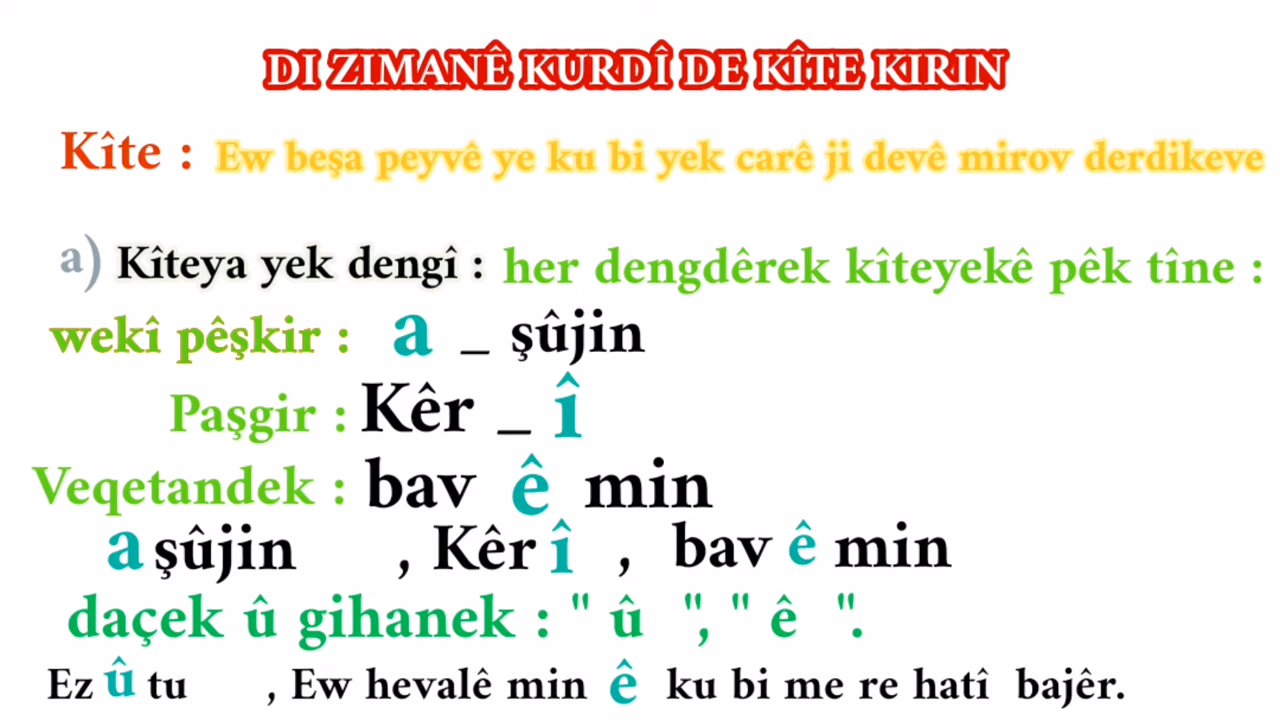 DI ZIMANÊ KURDÎ DE KÎTE KIRIN
Kîte : Ew beşa peyvê ye ku bi yek carê ji devê mirov derdikeve
a) Kîteya yek dengî : her dengdêrek kîteyekê pêk tîne :
wekî pêşkir : a _ şûjin
Paşgir : Kêr _ î
Veqetandek : bav ê min
a şûjin , Kêr î , bav ê min
daçek û gihanek : " û ", " ê ".
Ez û tu , Ew hevalê min ê ku bi me re hatî bajêr.